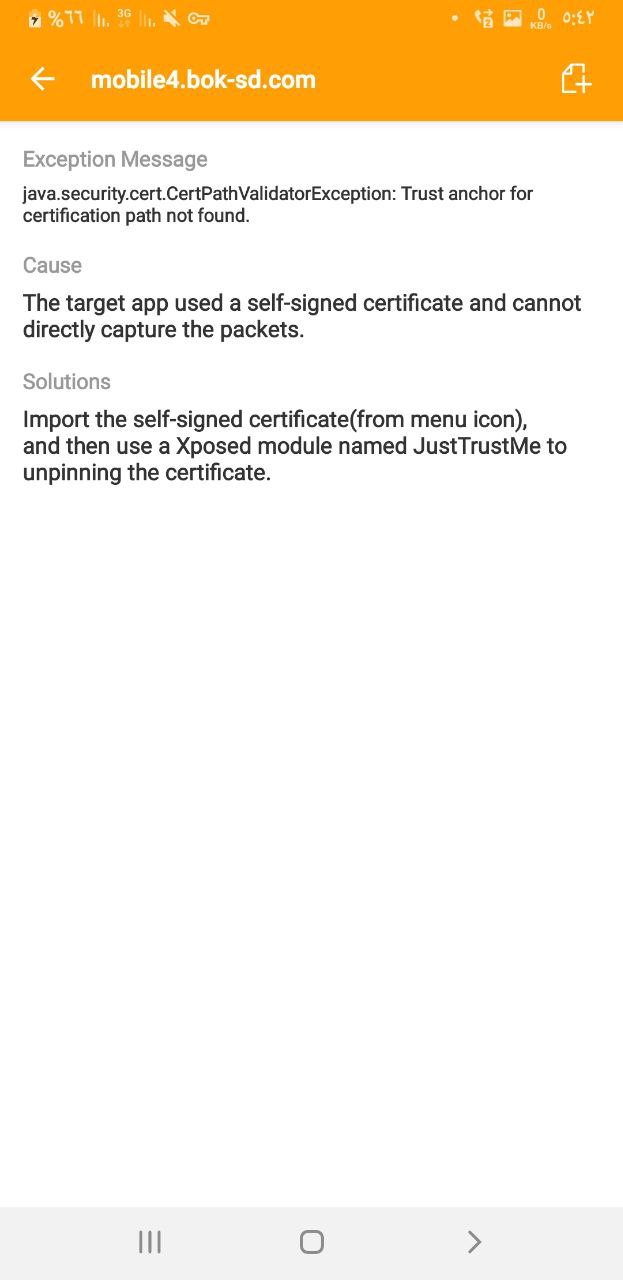 %٦٦ 3G 2 0 KB/s ٥:٤٢
mobile4.bok-sd.com
Exception Message
java.security.cert.CertPathValidatorException: Trust anchor for
certification path not found.
Cause
The target app used a self-signed certificate and cannot
directly capture the packets.
Solutions
Import the self-signed certificate(from menu icon),
and then use a Xposed module named JustTrustMe to
unpinning the certificate.